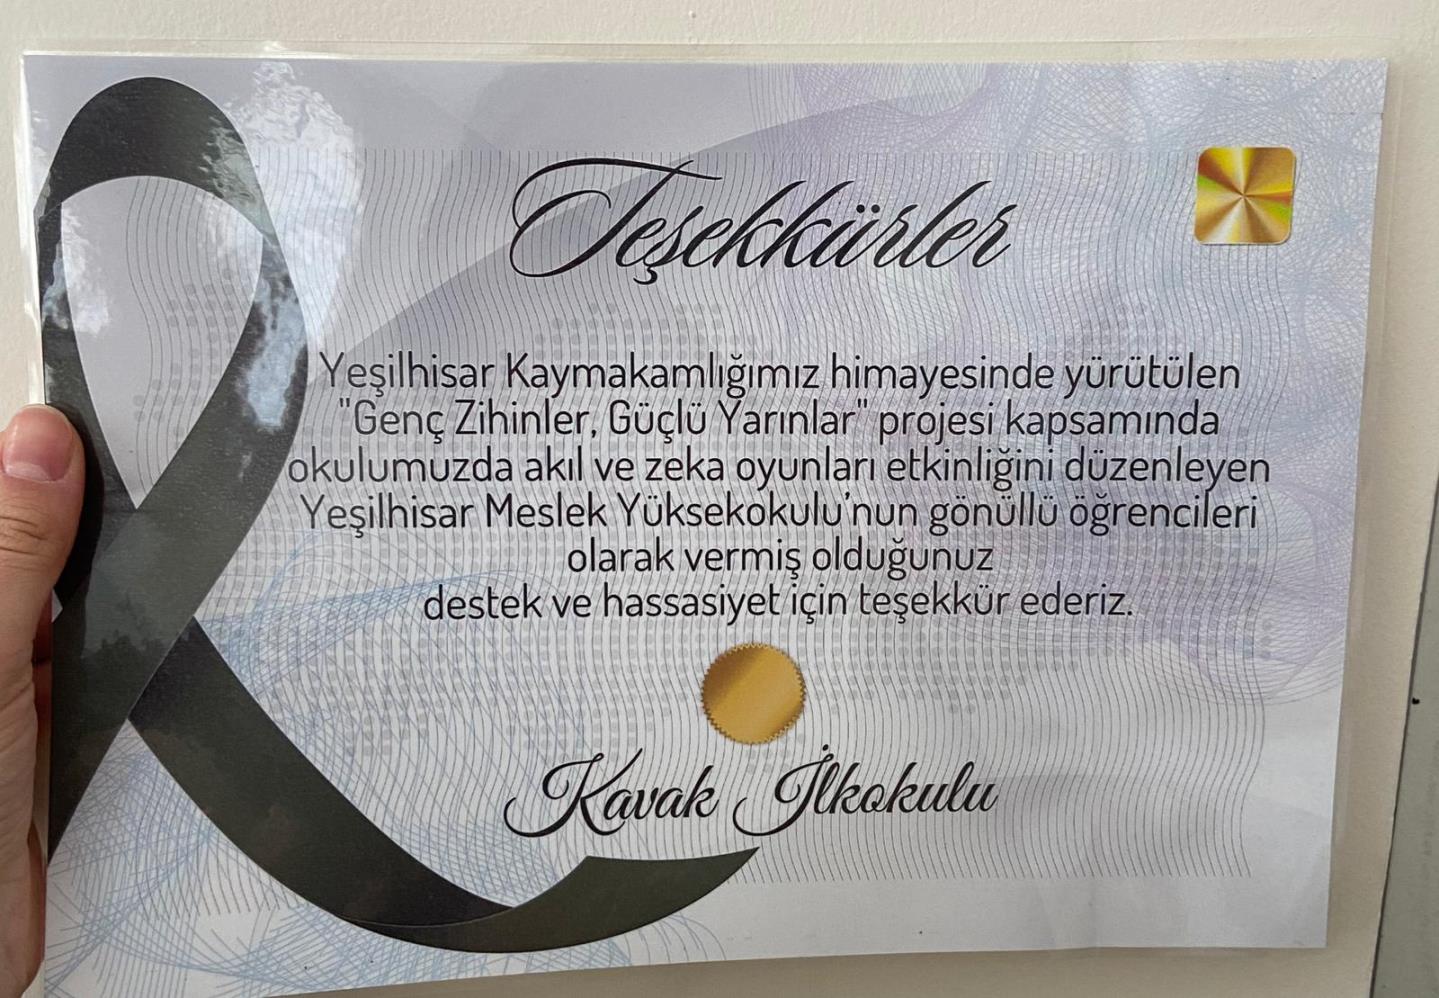 Teşekkürler
Yeşilhisar Kaymakamlığımız himayesinde yürütülen
"Genç Zihinler, Güçlü Yarınlar" projesi kapsamında
okulumuzda akıl ve zeka oyunları etkinliğini düzenleyen
Yeşilhisar Meslek Yüksekokulu'nun gönüllü öğrencileri
olarak vermiş olduğunuz
destek ve hassasiyet için teşekkür ederiz.
Kavak İlkokulu